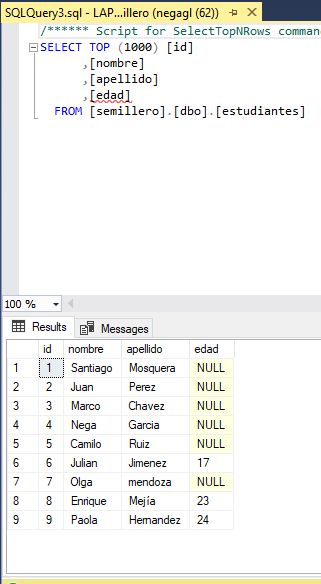 SQLQuery3.sql - LAP...illero (negagl (62))
/****** Script for SelectTopNRows comman
SELECT TOP (1000) [id]
,[nombre]
,[apellido]
,[edad]
FROM [semillero].[dbo].[estudiantes]
100 %
Results Messages
id nombre apellido edad
1 1 Santiago Mosquera NULL
2 2 Juan Perez NULL
3 3 Marco Chavez NULL
4 4 Nega Garcia NULL
5 5 Camilo Ruiz NULL
6 6 Julian Jimenez 17
7 7 Olga mendoza NULL
8 8 Enrique Mejía 23
9 9 Paola Hernandez 24